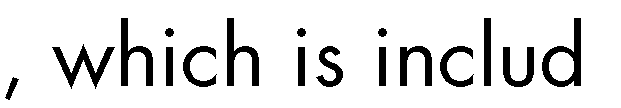 , which is includ